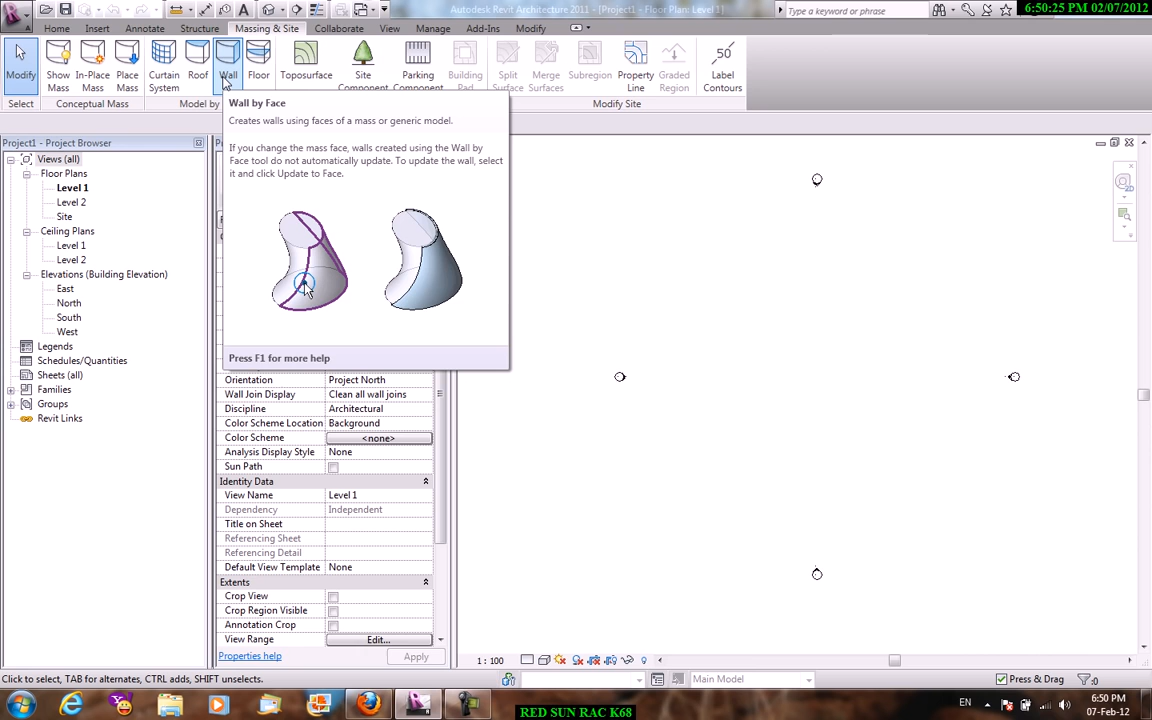 Autodesk Revit Architecture 2011 - [Project1 - Floor Plan: Level 1]
Type a keyword or phrase
6:50:25 PM 02/07/2012
Home Insert Annotate Structure Massing & Site Collaborate View Manage Add-Ins Modify
Modify
Show Mass
In-Place Mass
Place Mass
Curtain System
Roof
Wall
Floor
Toposurface
Site Component
Parking Component
Building Pad
Split Surface
Merge Surfaces
Subregion
Property Line
Graded Region
50
Label Contours
Select
Conceptual Mass
Model by
Modify Site
Wall by Face
Creates walls using faces of a mass or generic model.
If you change the mass face, walls created using the Wall by
Face tool do not automatically update. To update the wall, select
it and click Update to Face.
Press F1 for more help
Project1 - Project Browser
Views (all)
Floor Plans
Level 1
Level 2
Site
Ceiling Plans
Level 1
Level 2
Elevations (Building Elevation)
East
North
South
West
Legends
Schedules/Quantities
Sheets (all)
Families
Groups
Revit Links
Orientation Project North
Wall Join Display Clean all wall joins
Discipline Architectural
Color Scheme Location Background
Color Scheme <none>
Analysis Display Style None
Sun Path
Identity Data
View Name Level 1
Dependency Independent
Title on Sheet
Referencing Sheet
Referencing Detail
Default View Template None
Extents
Crop View
Crop Region Visible
Annotation Crop
View Range Edit...
Properties help Apply
2D
1 : 100
Click to select, TAB for alternates, CTRL adds, SHIFT unselects.
Main Model
Press & Drag
:0
EN
6:50 PM
07-Feb-12
RED SUN RAC K68